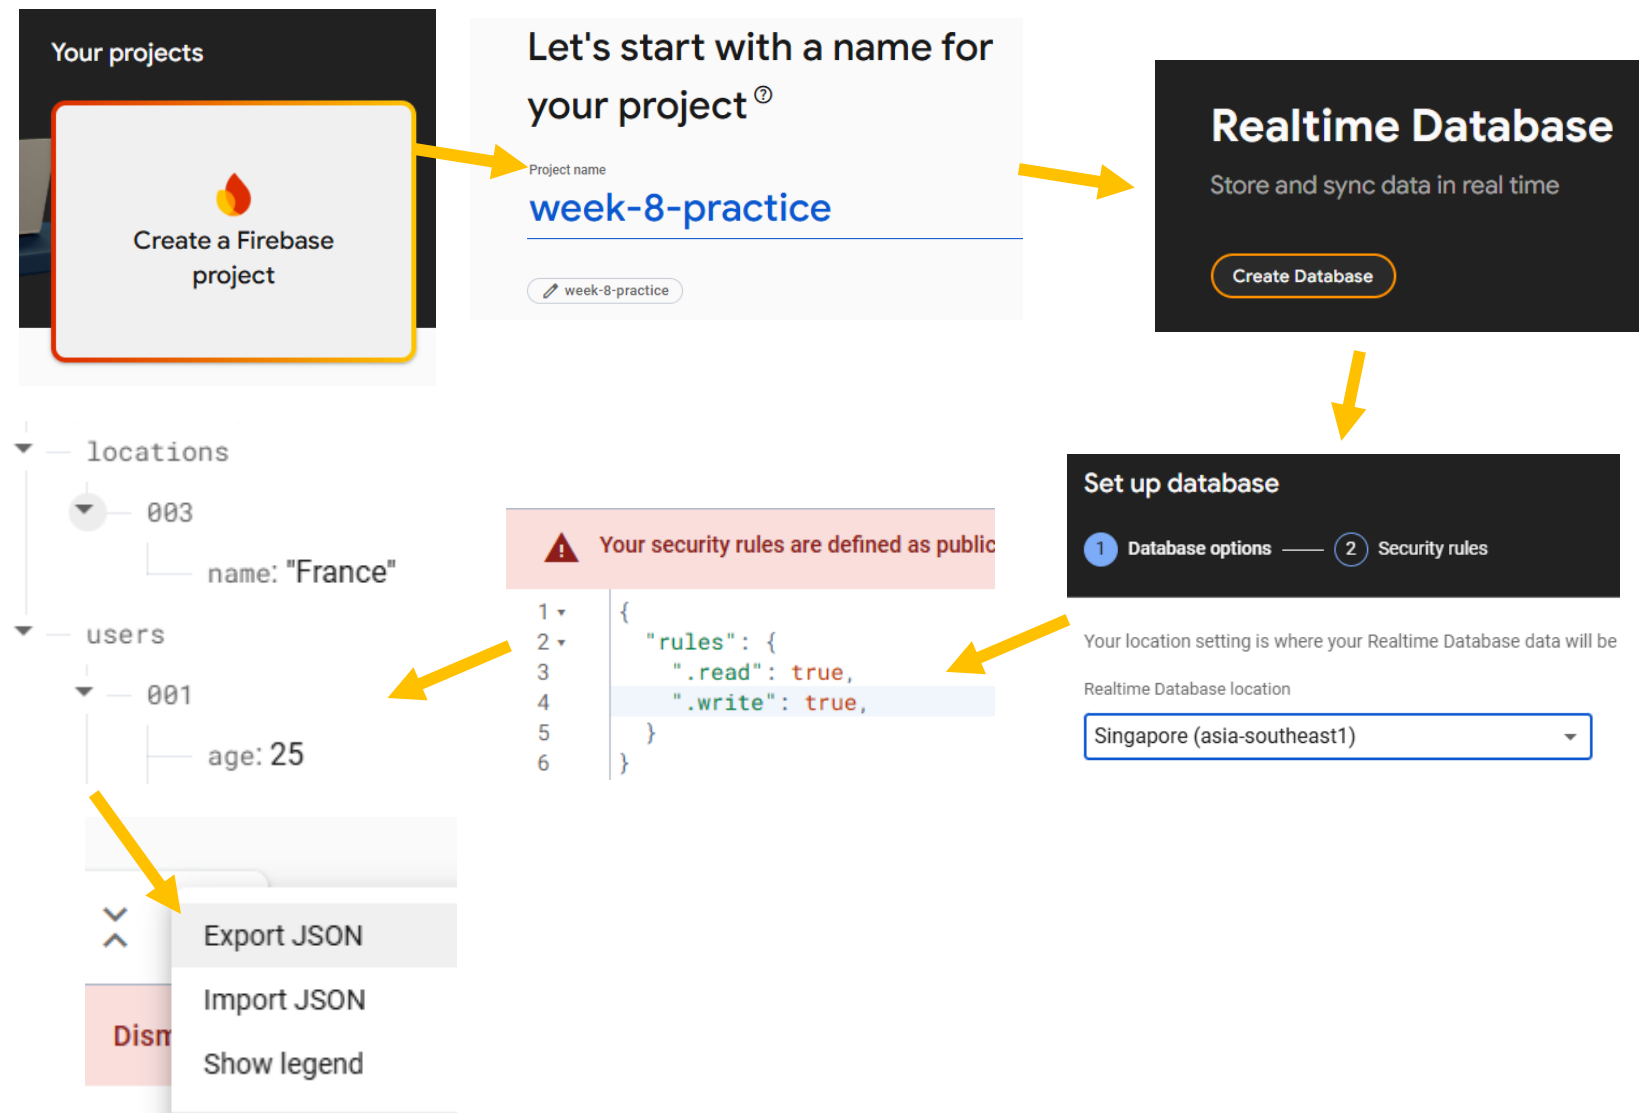 Your projects
Create a Firebase
project
Let's start with a name for
your project
Project name
week-8-practice
week-8-practice
Realtime Database
Store and sync data in real time
Create Database
Set up database
1 Database options 2 Security rules
Your location setting is where your Realtime Database data will be
Realtime Database location
Singapore (asia-southeast1)
Your security rules are defined as public
1 {
2 "rules": {
3 ".read": true,
4 ".write": true,
5 }
6 }
locations
003
name: "France"
users
001
age: 25
Export JSON
Import JSON
Show legend